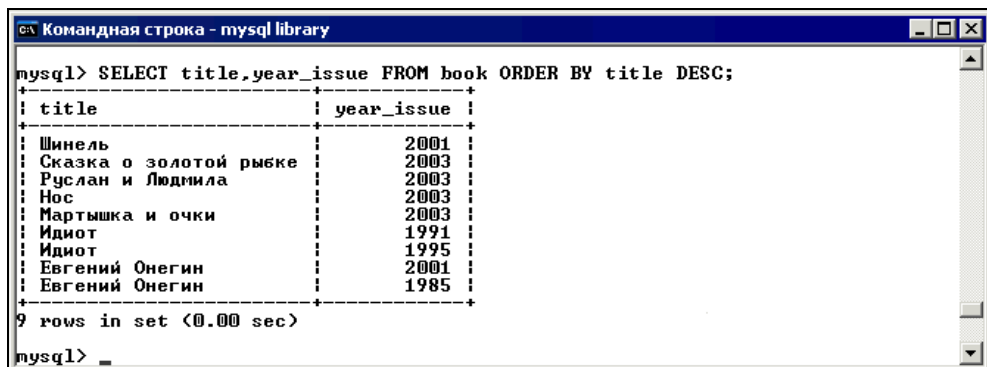 Командная строка - mysql library
mysql> SELECT title,year_issue FROM book ORDER BY title DESC;
+----------------------+------------+
| title | year_issue |
+----------------------+------------+
| Шинель | 2001 |
| Сказка о золотой рыбке | 2003 |
| Руслан и Людмила | 2003 |
| Нос | 2003 |
| Мартышка и очки | 2003 |
| Идиот | 1991 |
| Идиот | 1995 |
| Евгений Онегин | 2001 |
| Евгений Онегин | 1985 |
+----------------------+------------+
9 rows in set (0.00 sec)
mysql> _